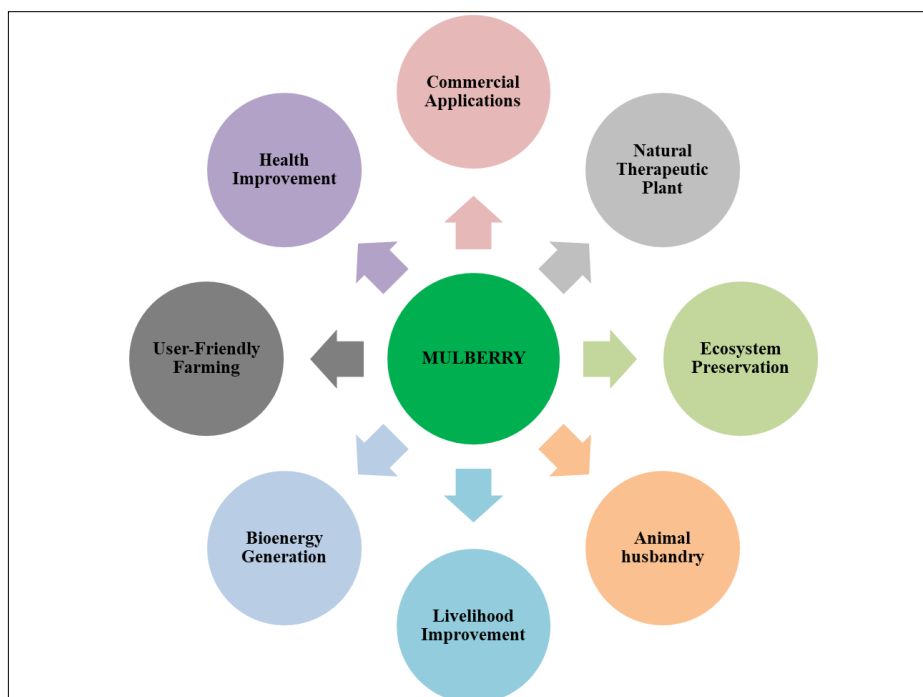 Commercial
Applications
Natural
Therapeutic
Plant
Ecosystem
Preservation
Animal
husbandry
Livelihood
Improvement
Bioenergy
Generation
User-Friendly
Farming
Health
Improvement
MULBERRY